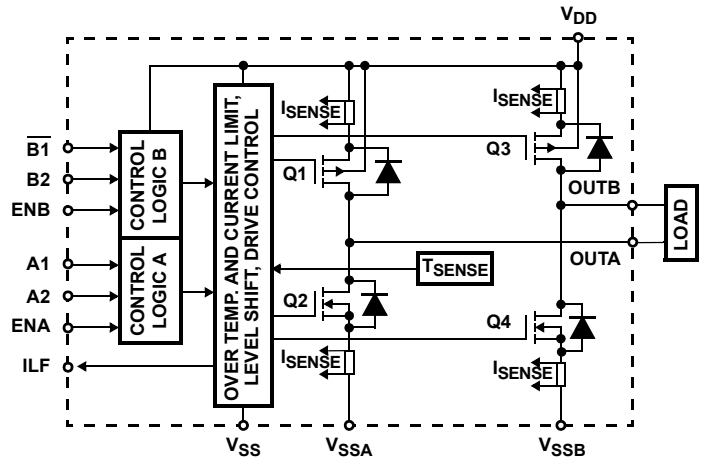 VDD
ISENSE
ISENSE
B̅1̅
B2
ENB
A1
A2
ENA
ILF
CONTROL
LOGIC B
CONTROL
LOGIC A
OVER TEMP. AND CURRENT LIMIT,
LEVEL SHIFT, DRIVE CONTROL
Q1
Q3
OUTB
OUTA
LOAD
TSENSE
Q2
Q4
ISENSE
ISENSE
VSS
VSSA
VSSB